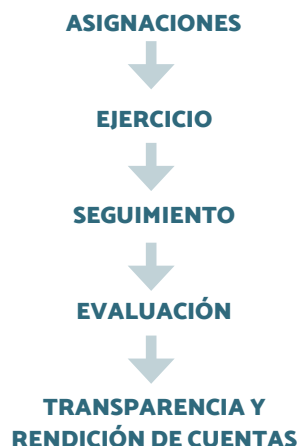 ASIGNACIONES
EJERCICIO
SEGUIMIENTO
EVALUACIÓN
TRANSPARENCIA Y
RENDICIÓN DE CUENTAS